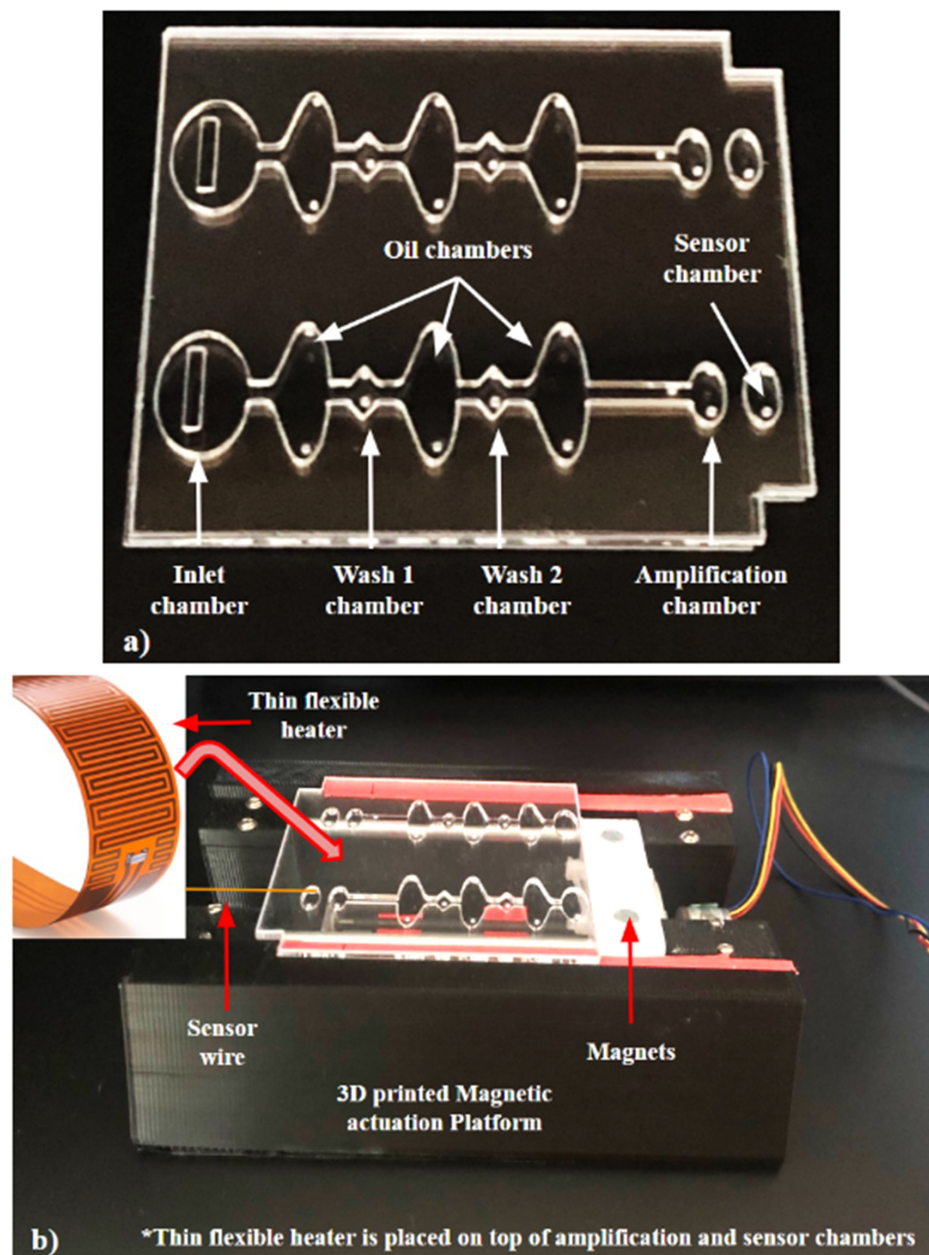 Oil chambers
Sensor
chamber
Inlet
chamber
Wash 1
chamber
Wash 2
chamber
Amplification
chamber
a)
Thin flexible
heater
Sensor
wire
Magnets
3D printed Magnetic
actuation Platform
b)
*Thin flexible heater is placed on top of amplification and sensor chambers